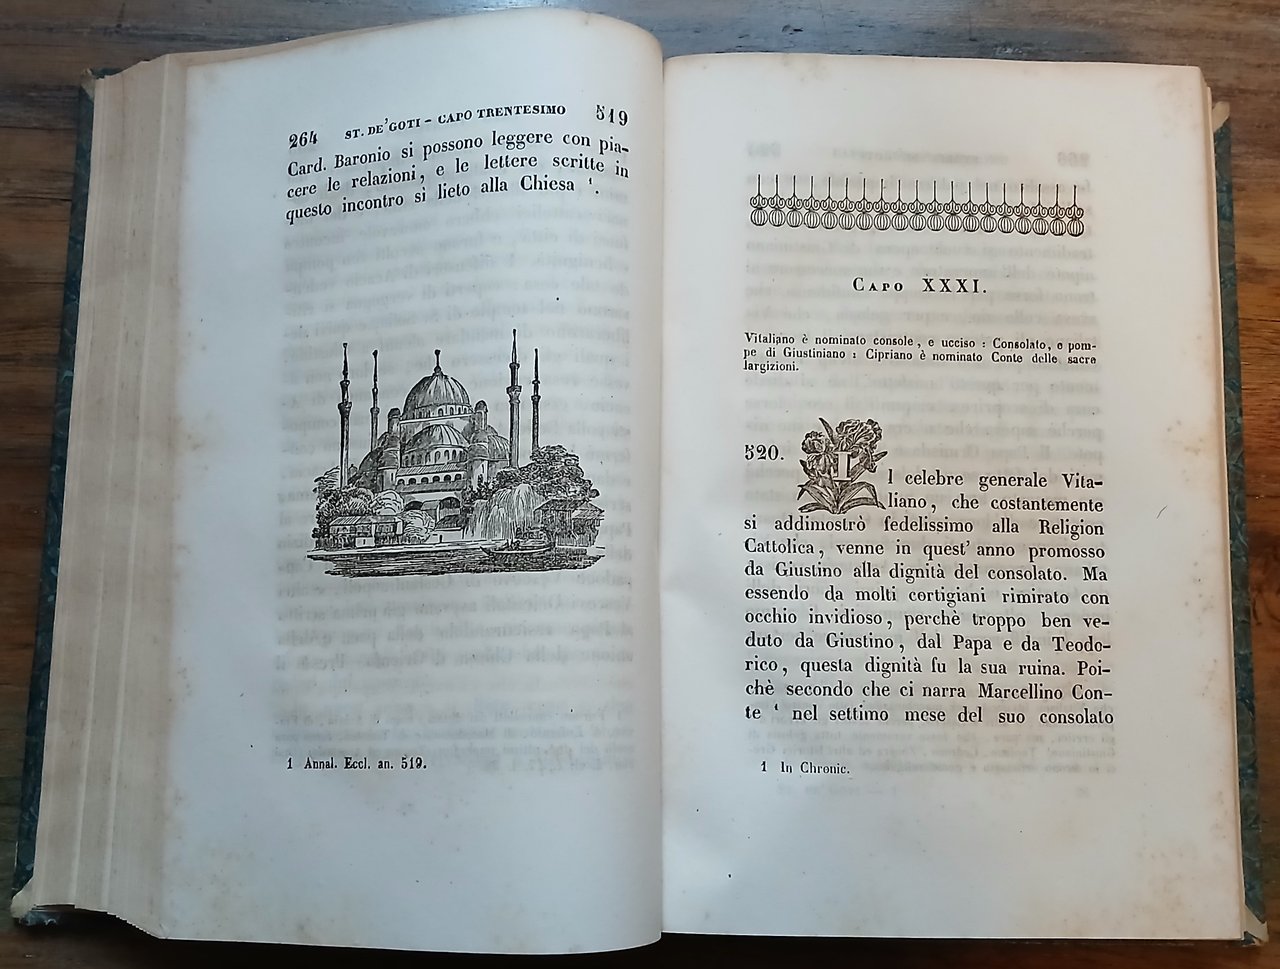 264 ST. DE'GOTI - CAPO TRENTESIMO 519
Card. Baronio si possono leggere con pia-
cere le relazioni, e le lettere scritte in
questo incontro sì lieto alla Chiesa ¹.
1 Annal. Eccl. an. 519.
CAPO XXXI.
Vitaliano è nominato console, e ucciso : Consolato, e pom-
pe di Giustiniano : Cipriano è nominato Conte delle sacre
largizioni.
520. I
l celebre generale Vita-
liano, che costantemente
si addimostrò fedelissimo alla Religion
Cattolica, venne in quest' anno promosso
da Giustino alla dignità del consolato. Ma
essendo da molti cortigiani rimirato con
occhio invidioso, perchè troppo ben ve-
duto da Giustino, dal Papa e da Teodo-
rico, questa dignità fu la sua ruina. Poi-
chè secondo che ci narra Marcellino Con-
te ¹ nel settimo mese del suo consolato
1 In Chronic.